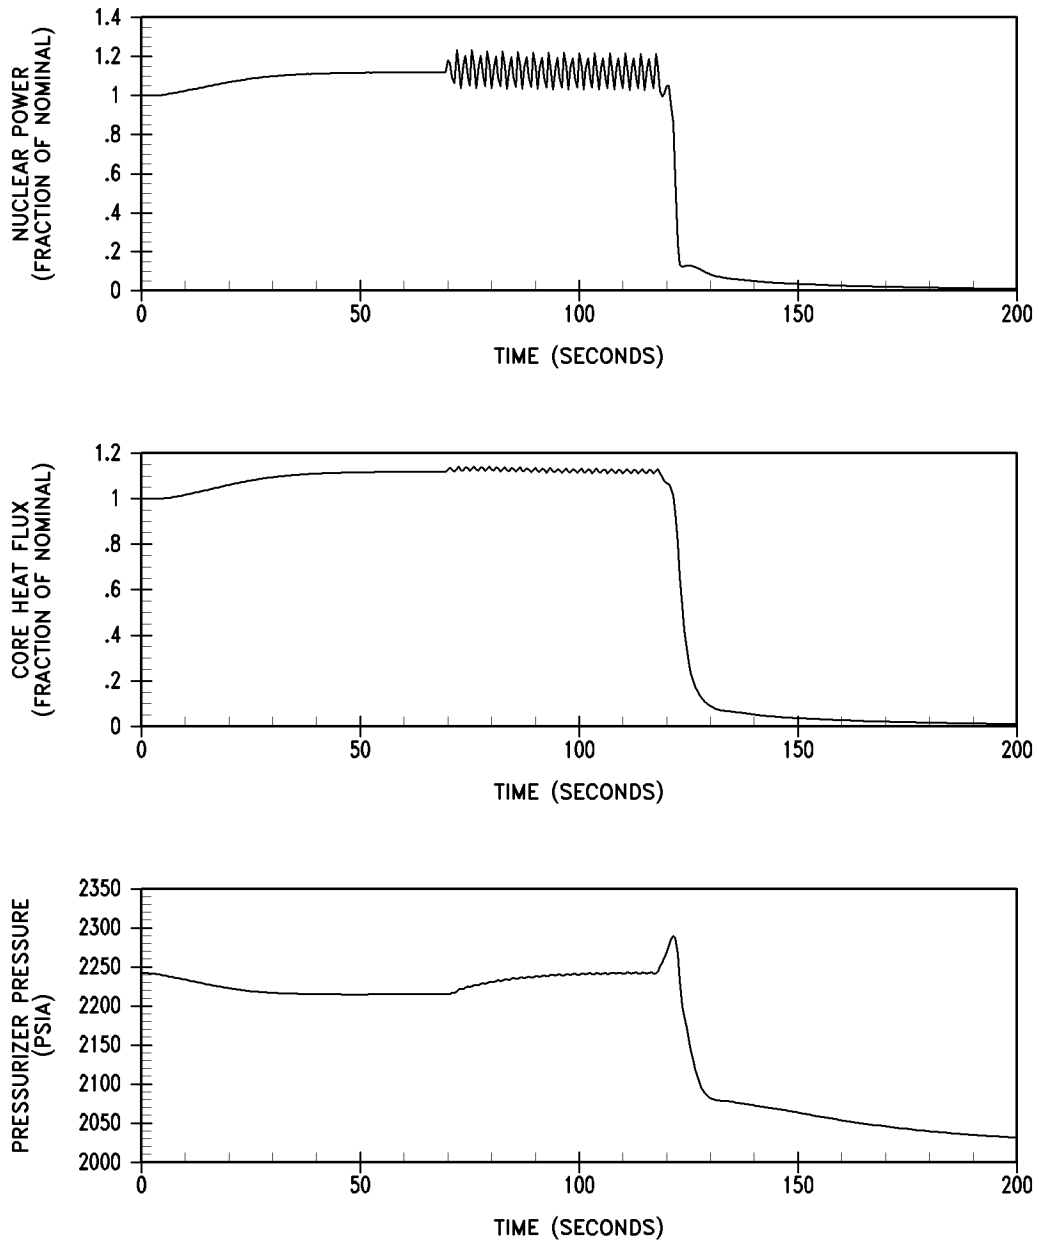 NUCLEAR POWER
(FRACTION OF NOMINAL)
1.4
1.2
1
.8
.6
.4
.2
0
0 50 100 150 200
TIME (SECONDS)
CORE HEAT FLUX
(FRACTION OF NOMINAL)
1.2
1
.8
.6
.4
.2
0
0 50 100 150 200
TIME (SECONDS)
PRESSURIZER PRESSURE
(PSIA)
2350
2300
2250
2200
2150
2100
2050
2000
0 50 100 150 200
TIME (SECONDS)